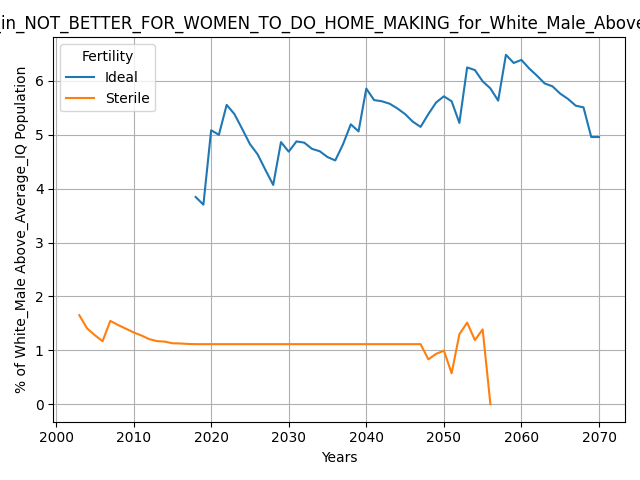 _in_NOT_BETTER_FOR_WOMEN_TO_DO_HOME_MAKING_for_White_Male_Above
Fertility
Ideal
Sterile
% of White_Male Above_Average_IQ Population
6
5
4
3
2
1
0
2000 2010 2020 2030 2040 2050 2060 2070
Years